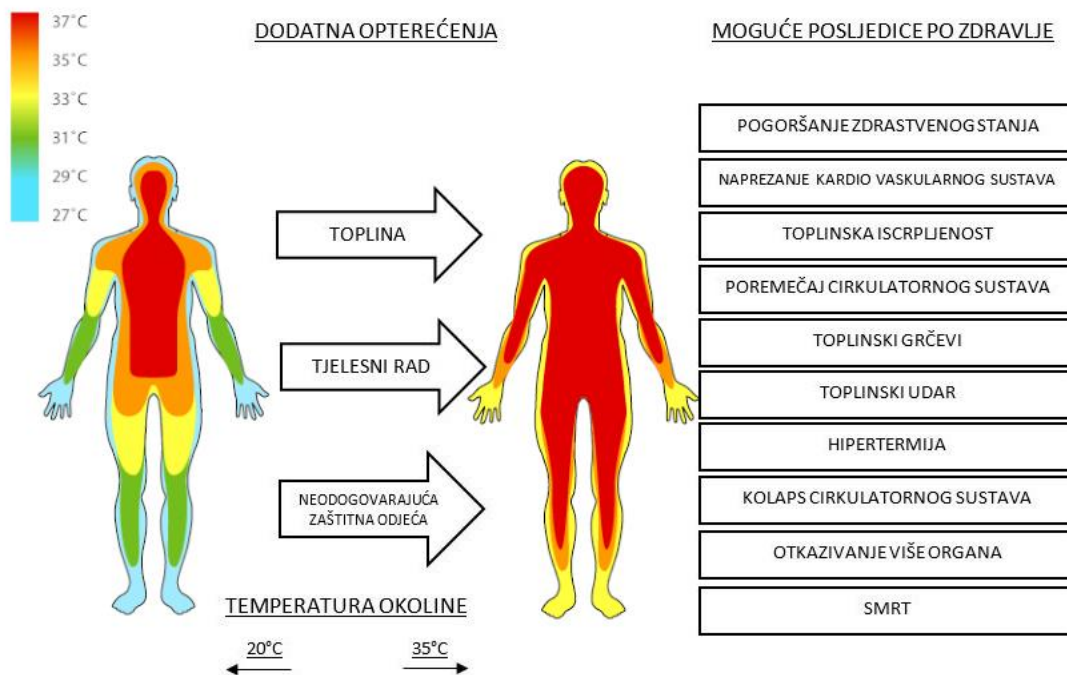 37°C
35°C
33°C
31°C
29°C
27°C
DODATNA OPTEREĆENJA
TOPLINA
TJELESNI RAD
NEODOGOVARAJUĆA
ZAŠTITNA ODJEĆA
TEMPERATURA OKOLINE
20°C
35°C
MOGUĆE POSLJEDICE PO ZDRAVLJE
POGORŠANJE ZDRASTVENOG STANJA
NAPREZANJE KARDIO VASKULARNOG SUSTAVA
TOPLINSKA ISCRPLJENOST
POREMEČAJ CIRKULATORNOG SUSTAVA
TOPLINSKI GRČEVI
TOPLINSKI UDAR
HIPERTERMIJA
KOLAPS CIRKULATORNOG SUSTAVA
OTKAZIVANJE VIŠE ORGANA
SMRT